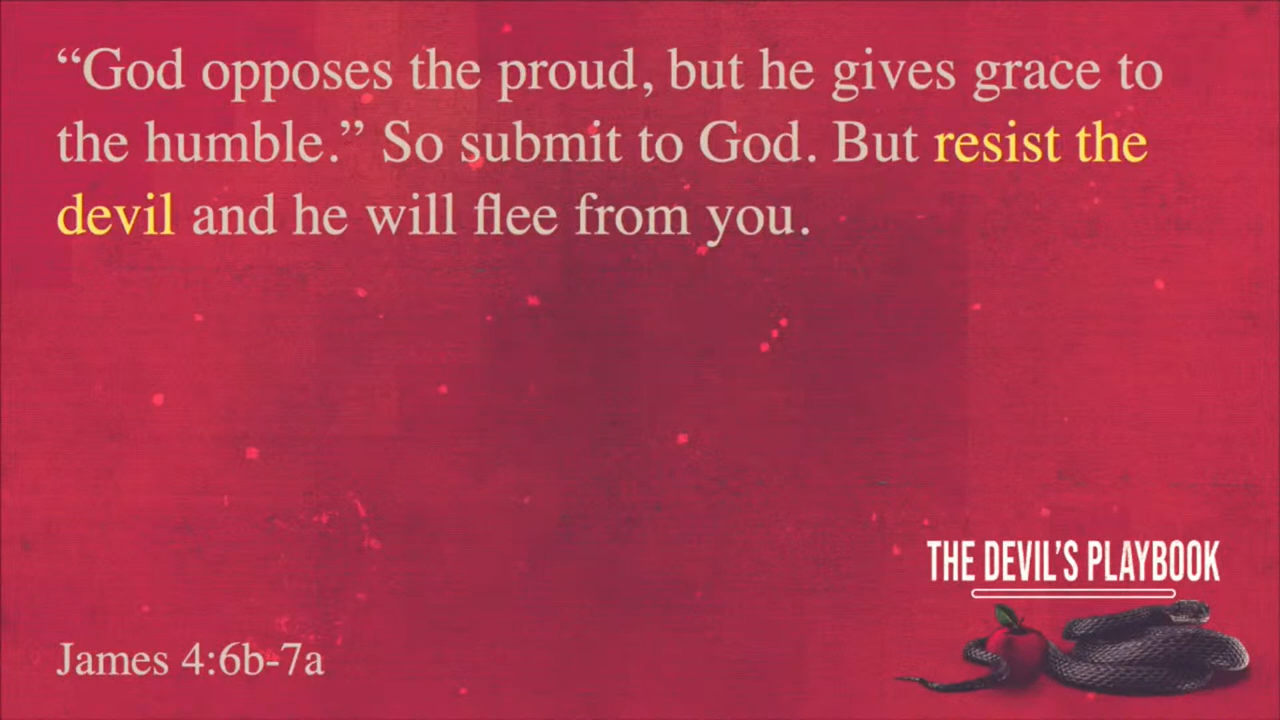 “God opposes the proud, but he gives grace to
the humble.” So submit to God. But resist the
devil and he will flee from you.
THE DEVIL’S PLAYBOOK
James 4:6b-7a